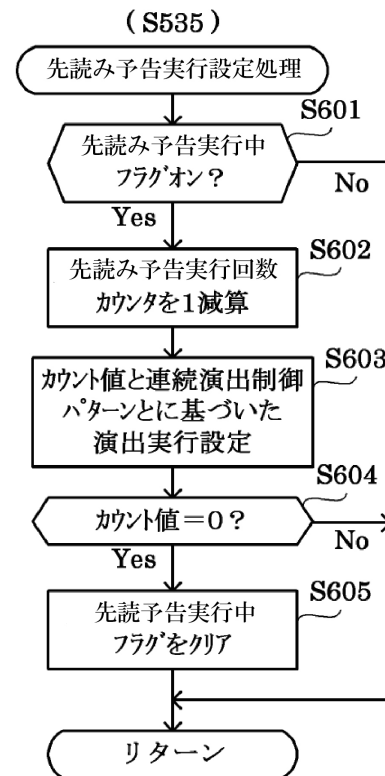 (S535)
先読み予告実行設定処理
S601
先読み予告実行中
フラグオン?
No
Yes
S602
先読み予告実行回数
カウンタを1減算
S603
カウント値と連続演出制御
パターンとに基づいた
演出実行設定
S604
カウント値=0?
No
Yes
S605
先読予告実行中
フラグをクリア
リターン